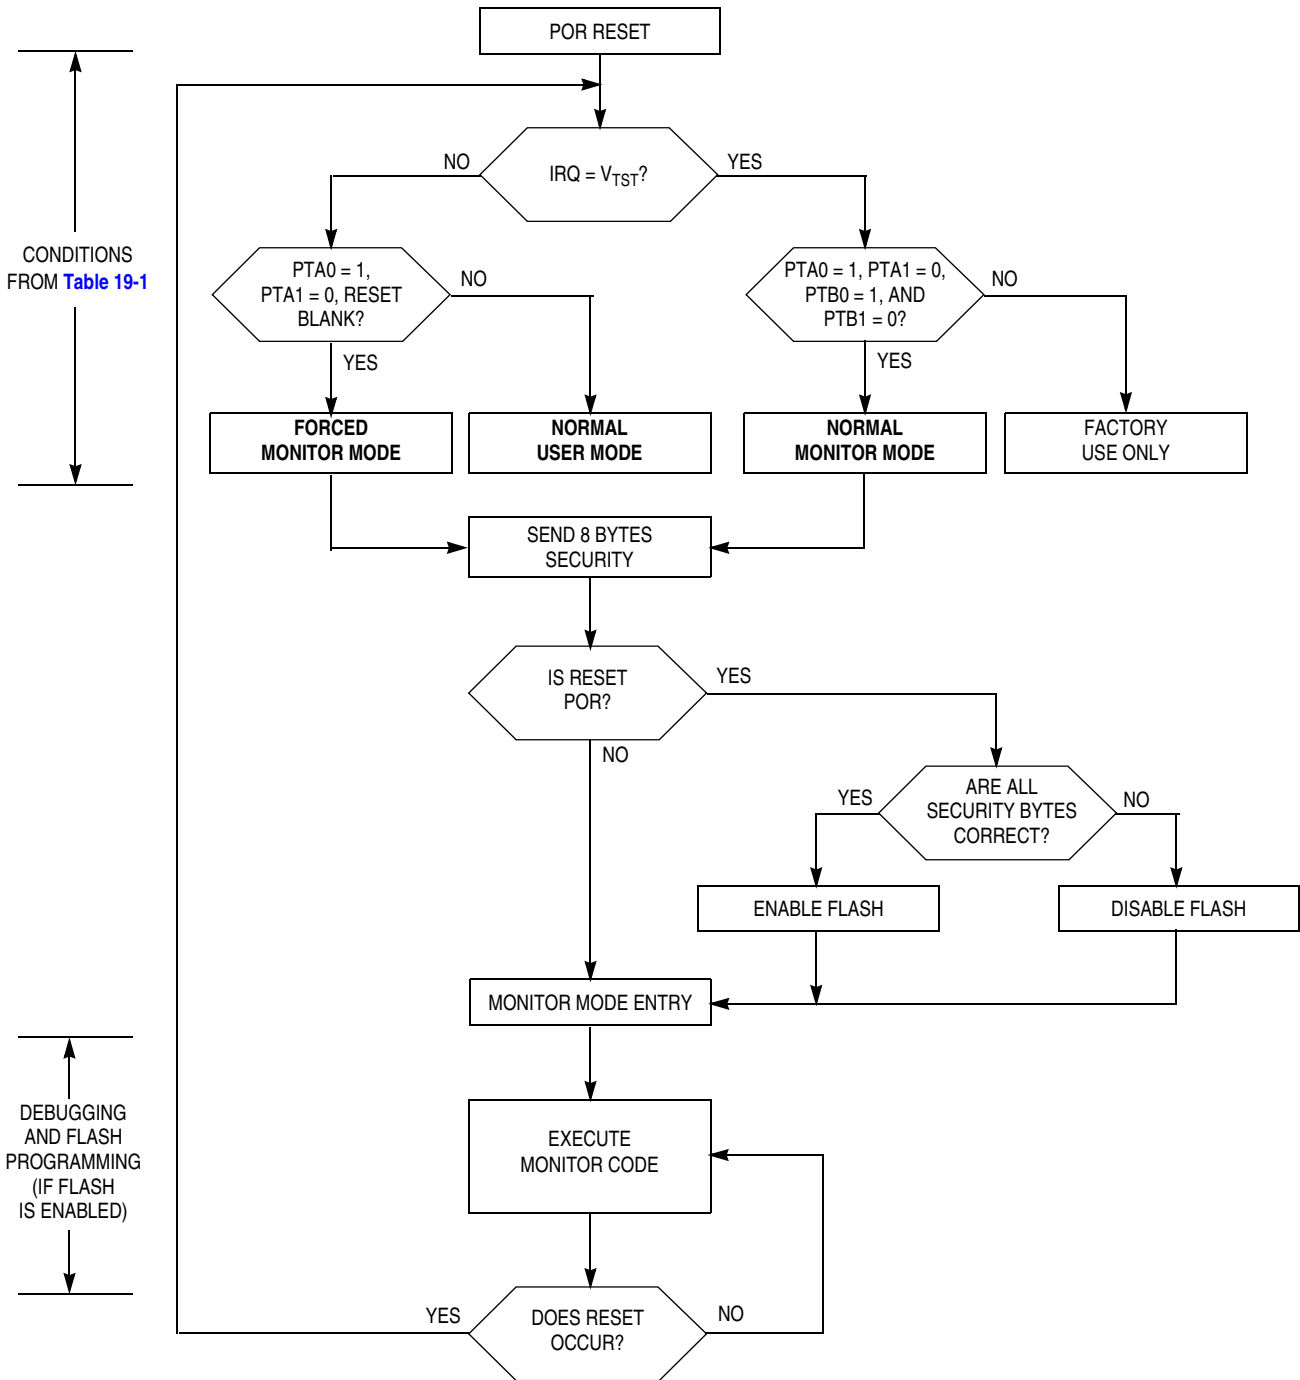 POR RESET
NO
IRQ = VTST?
YES
CONDITIONS
FROM Table 19-1
PTA0 = 1,
PTA1 = 0, RESET
BLANK?
NO
YES
PTA0 = 1, PTA1 = 0,
PTB0 = 1, AND
PTB1 = 0?
NO
YES
FORCED
MONITOR MODE
NORMAL
USER MODE
NORMAL
MONITOR MODE
FACTORY
USE ONLY
SEND 8 BYTES
SECURITY
IS RESET
POR?
YES
NO
YES
ARE ALL
SECURITY BYTES
CORRECT?
NO
ENABLE FLASH
DISABLE FLASH
MONITOR MODE ENTRY
DEBUGGING
AND FLASH
PROGRAMMING
(IF FLASH
IS ENABLED)
EXECUTE
MONITOR CODE
YES
DOES RESET
OCCUR?
NO